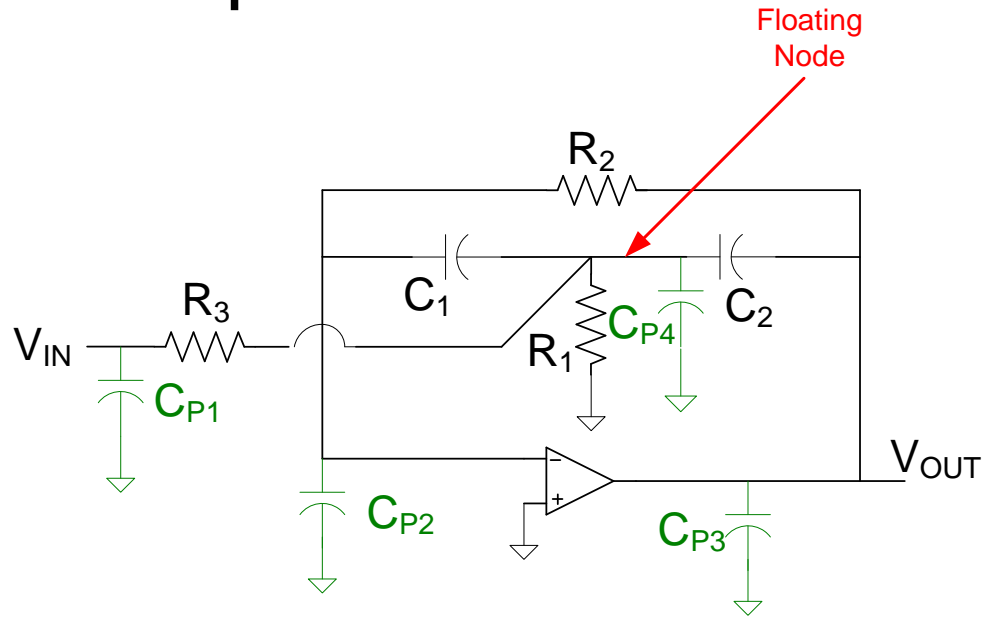 Floating
Node
R2
C1
C2
R3
R1
CP4
VIN
CP1
VOUT
CP2
CP3